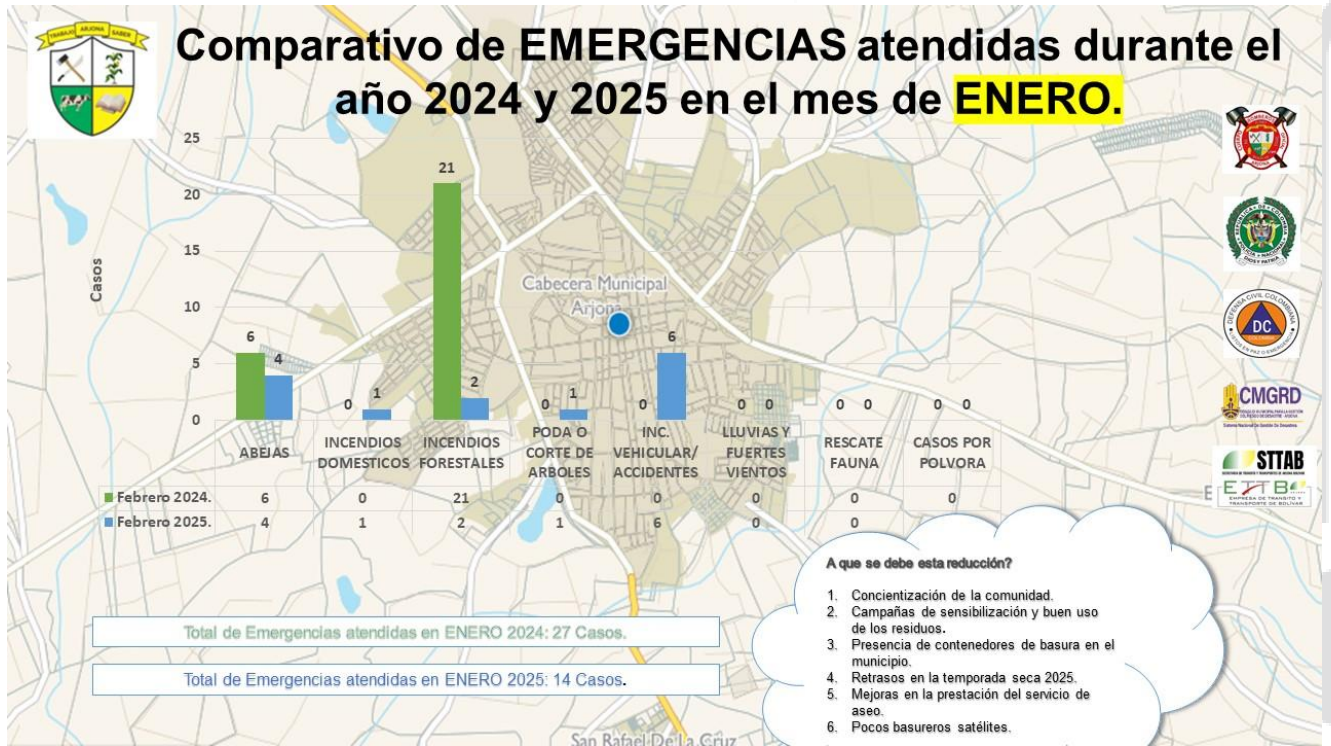 TRABAJO ARJONA SABER
Comparativo de EMERGENCIAS atendidas durante el
año 2024 y 2025 en el mes de ENERO.
25
20
15
10
5
0
Casos
6
4
0
1
21
2
0
1
0
6
0
0
0
0
0
0
Cabecera Municipal
Arjona
ABEJAS
INCENDIOS
DOMESTICOS
INCENDIOS
FORESTALES
PODA O
CORTE DE
ARBOLES
INC.
VEHICULAR/
ACCIDENTES
LLUVIAS Y
FUERTES
VIENTOS
RESCATE
FAUNA
CASOS POR
POLVORA
Febrero 2024. 6 0 21 0 0 0 0 0
Febrero 2025. 4 1 2 1 6 0 0
Total de Emergencias atendidas en ENERO 2024: 27 Casos.
Total de Emergencias atendidas en ENERO 2025: 14 Casos.
A que se debe esta reducción?
1. Concientización de la comunidad.
2. Campañas de sensibilización y buen uso
de los residuos.
3. Presencia de contenedores de basura en el
municipio.
4. Retrasos en la temporada seca 2025.
5. Mejoras en la prestación del servicio de
aseo.
6. Pocos basureros satélites.
San Rafael De La Cruz
DEFENSA CIVIL COLOMBIANA
DC
CMGRD
STTAB
EMPRESA DE TRANSITO Y
TRANSPORTE DE BOLIVAR